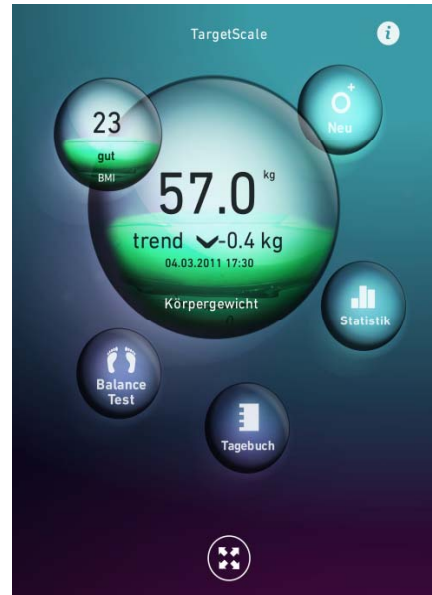 TargetScale
i
Neu
23
gut
BMI
57.0 kg
trend -0.4 kg
04.03.2011 17:30
Körpergewicht
Statistik
Balance
Test
Tagebuch